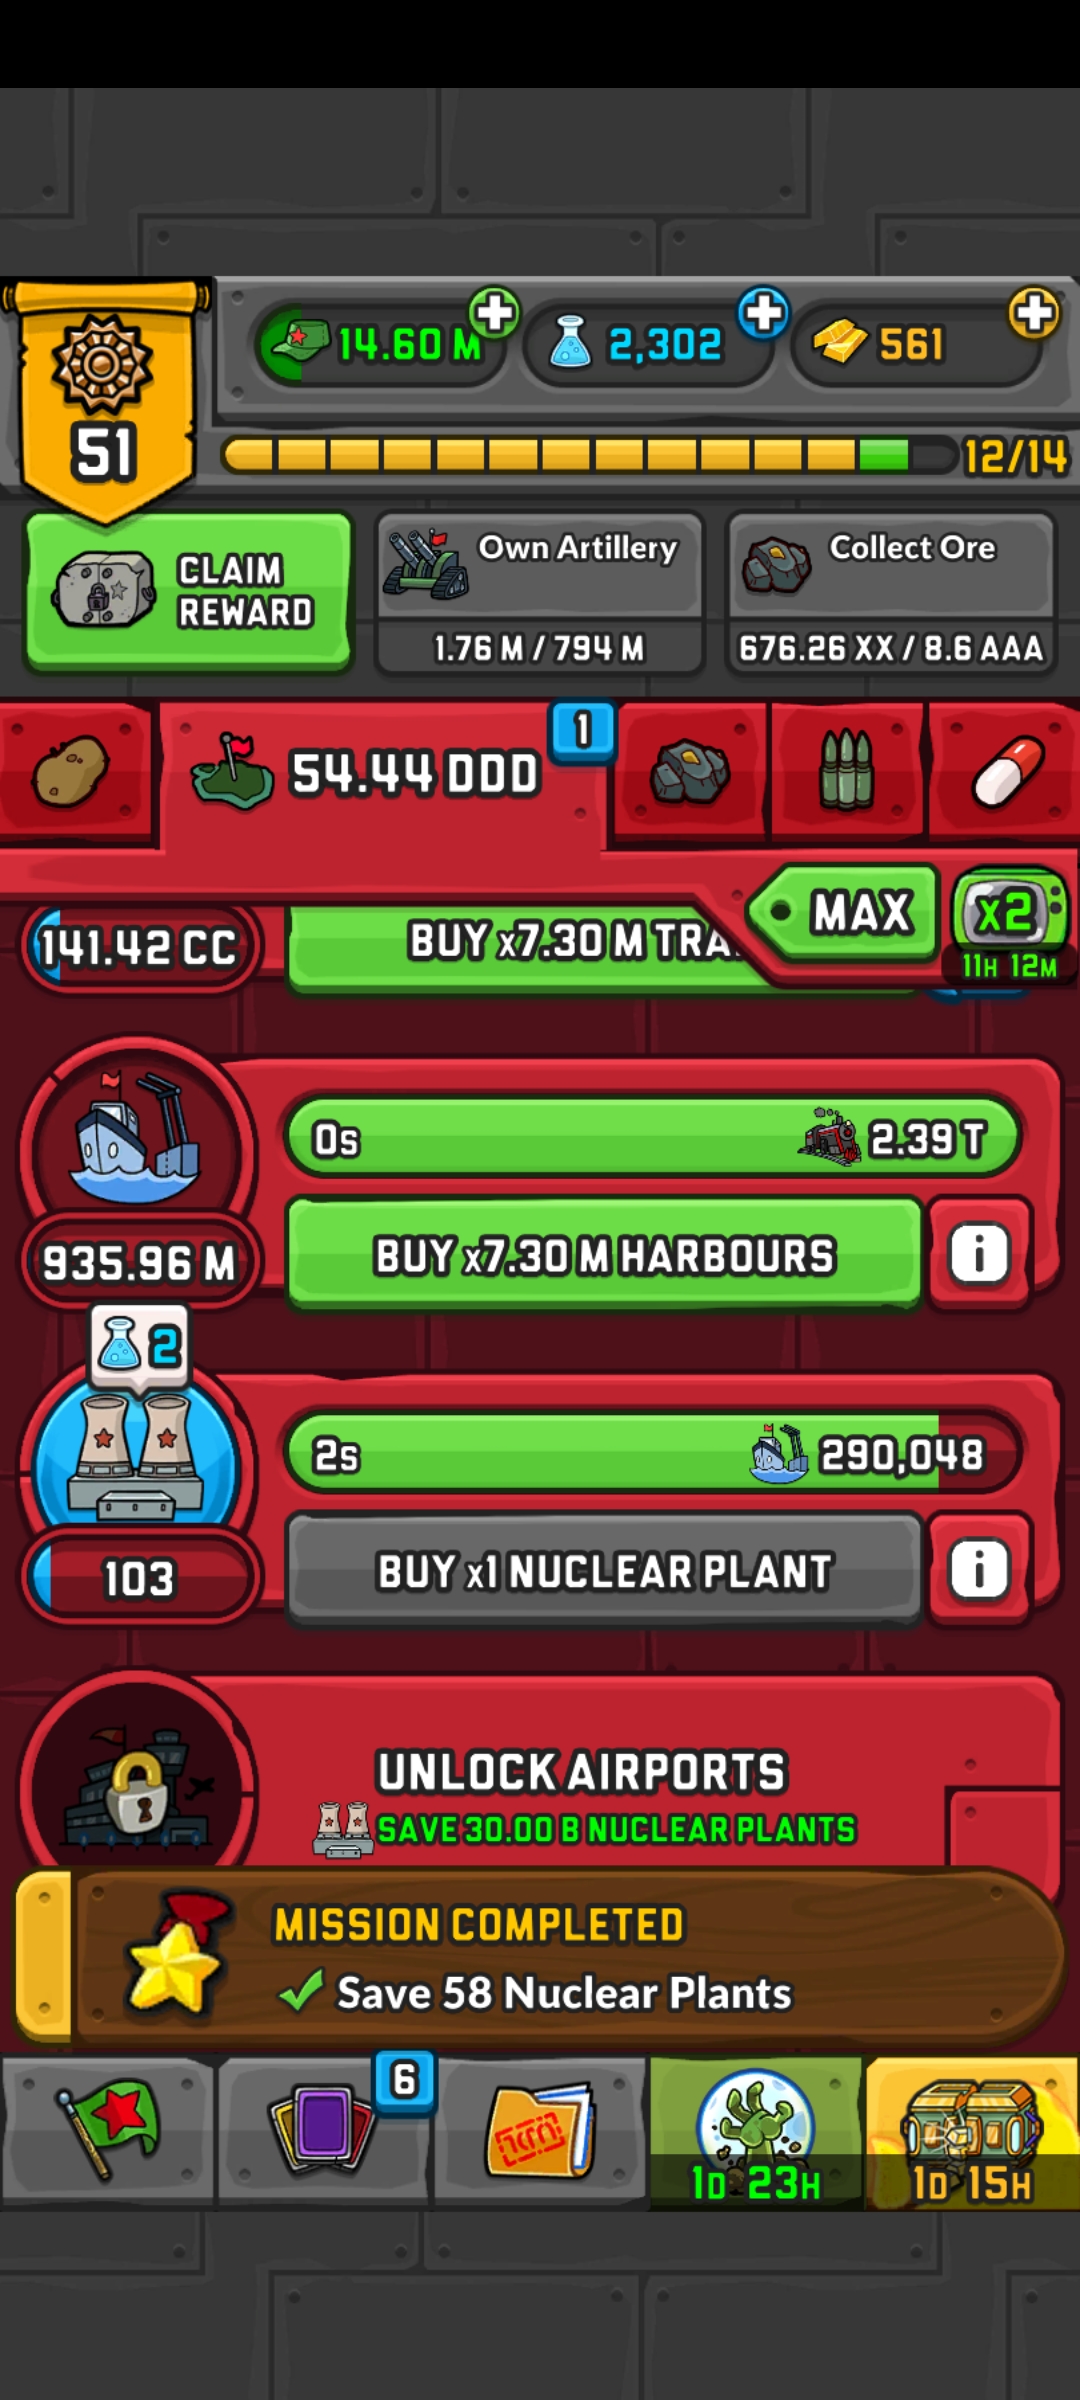 14.60 M
2,302
561
51
12/14
CLAIM
REWARD
Own Artillery
1.76 M / 794 M
Collect Ore
676.26 XX / 8.6 AAA
54.44 DDD
1
MAX
x2
11H 12M
141.42 CC
BUY x7.30 M
0s
2.39 T
935.96 M
BUY x7.30 M HARBOURS
i
2
2s
290,048
103
BUY x1 NUCLEAR PLANT
i
UNLOCK AIRPORTS
SAVE 30.00 B NUCLEAR PLANTS
MISSION COMPLETED
Save 58 Nuclear Plants
6
1D 23H
1D 15H